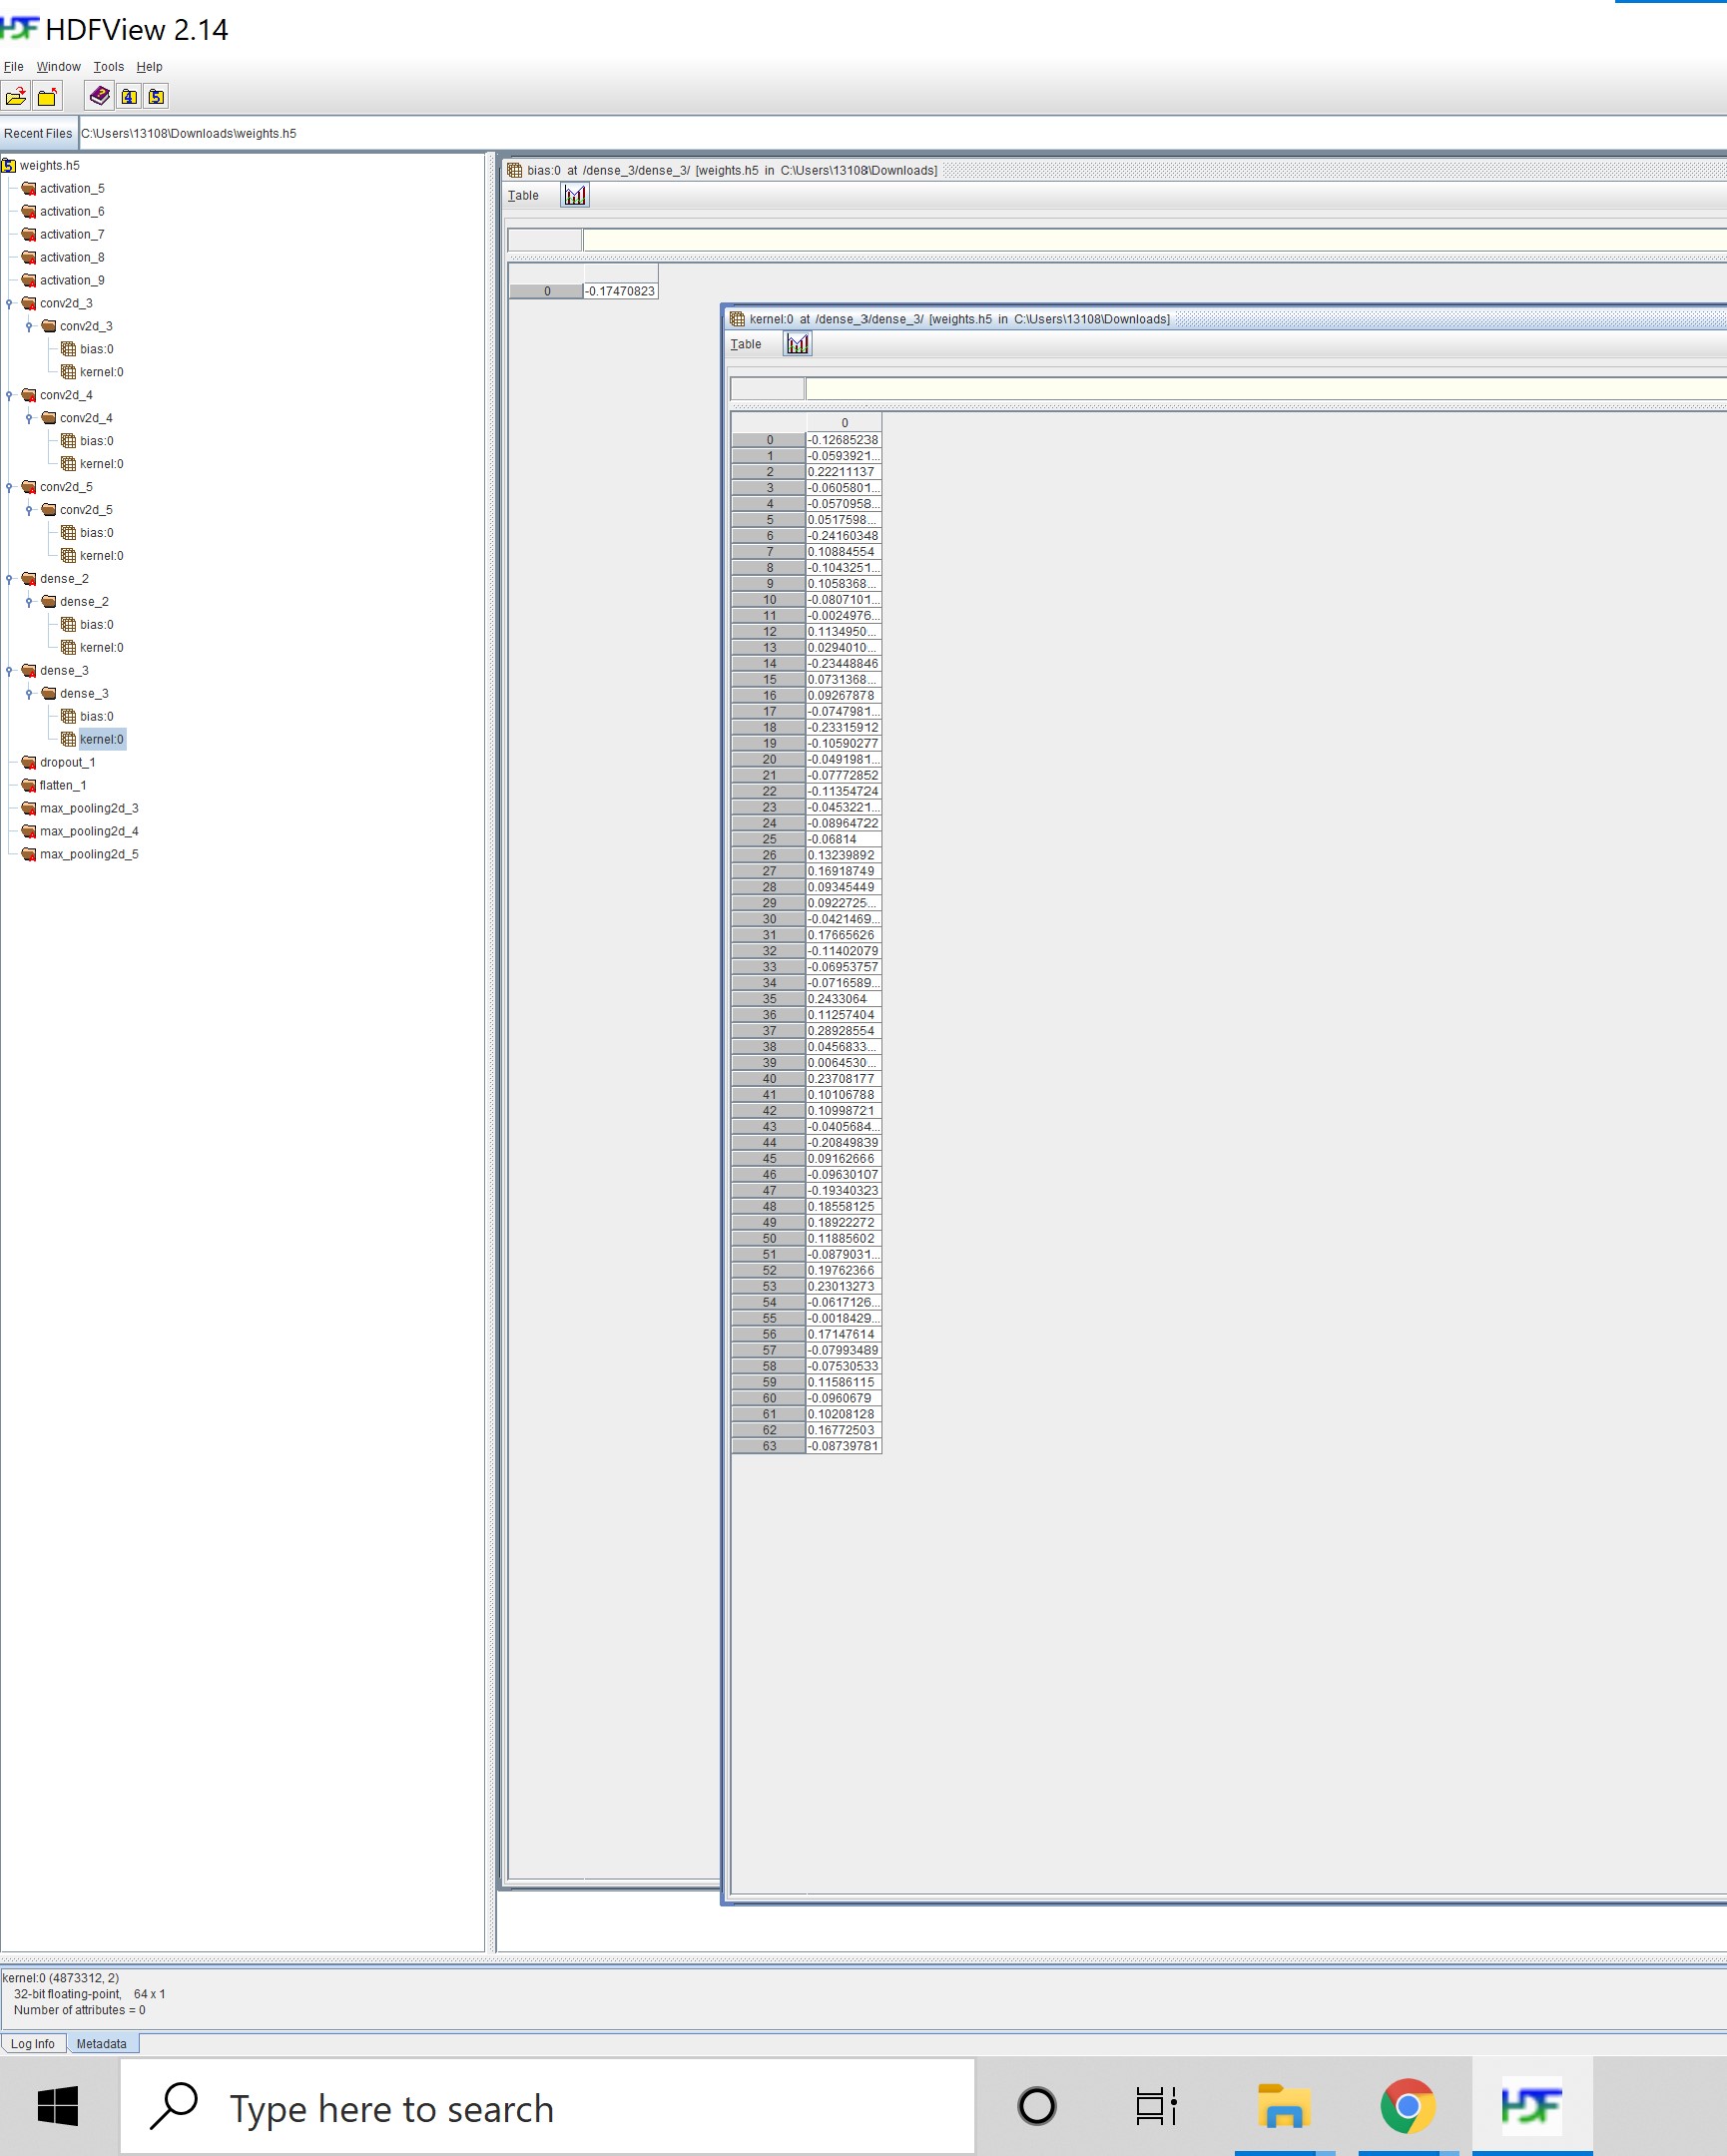 HDF HDFView 2.14
File Window Tools Help
4 5
Recent Files C:\Users\13108\Downloads\weights.h5
5 weights.h5
activation_5
activation_6
activation_7
activation_8
activation_9
conv2d_3
conv2d_3
bias:0
kernel:0
conv2d_4
conv2d_4
bias:0
kernel:0
conv2d_5
conv2d_5
bias:0
kernel:0
dense_2
dense_2
bias:0
kernel:0
dense_3
dense_3
bias:0
kernel:0
dropout_1
flatten_1
max_pooling2d_3
max_pooling2d_4
max_pooling2d_5
bias:0 at /dense_3/dense_3/ [weights.h5 in C:\Users\13108\Downloads]
Table
0 -0.17470823
kernel:0 at /dense_3/dense_3/ [weights.h5 in C:\Users\13108\Downloads]
Table
0
0 -0.12685238
1 -0.0593921...
2 0.22211137
3 -0.0605801...
4 -0.0570958...
5 0.0517598...
6 -0.24160348
7 0.10884554
8 -0.1043251...
9 0.1058368...
10 -0.0807101...
11 -0.0024976...
12 0.1134950...
13 0.0294010...
14 -0.23448846
15 0.0731368...
16 0.09267878
17 -0.0747981...
18 -0.23315912
19 -0.10590277
20 -0.0491981...
21 -0.07772852
22 -0.11354724
23 -0.0453221...
24 -0.08964722
25 -0.06814
26 0.13239892
27 0.16918749
28 0.09345449
29 0.0922725...
30 -0.0421469...
31 0.17665626
32 -0.11402079
33 -0.06953757
34 -0.0716589...
35 0.2433064
36 0.11257404
37 0.28928554
38 0.0456833...
39 0.0064530...
40 0.23708177
41 0.10106788
42 0.10998721
43 -0.0405684...
44 -0.20849839
45 0.09162666
46 -0.09630107
47 -0.19340323
48 0.18558125
49 0.18922272
50 0.11885602
51 -0.0879031...
52 0.19762366
53 0.23013273
54 -0.0617126...
55 -0.0018429...
56 0.17147614
57 -0.07993489
58 -0.07530533
59 0.11586115
60 -0.0960679
61 0.10208128
62 0.16772503
63 -0.08739781
kernel:0 (4873312, 2)
32-bit floating-point, 64 x 1
Number of attributes = 0
Log Info Metadata
Type here to search
HDF